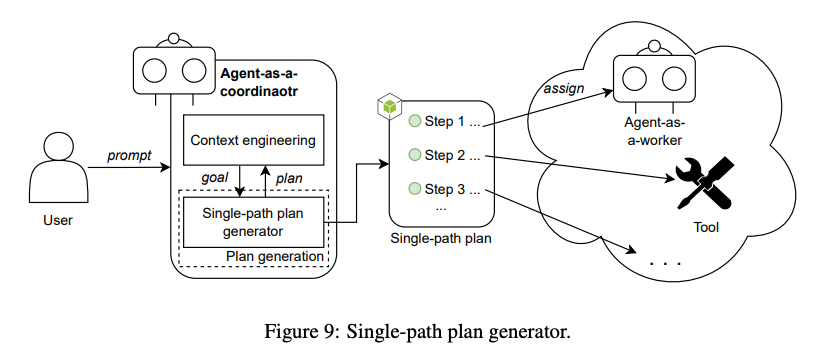 Agent-as-a-
coordinaotr
Context engineering
prompt
goal
plan
Single-path plan
generator
Plan generation
User
Step 1 ...
Step 2 ...
Step 3 ...
...
Single-path plan
assign
Agent-as-
a-worker
Tool
. . .
Figure 9: Single-path plan generator.